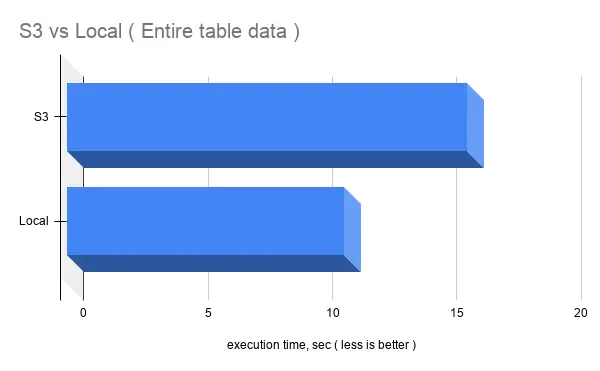 S3 vs Local ( Entire table data )
S3
Local
0 5 10 15 20
execution time, sec ( less is better )